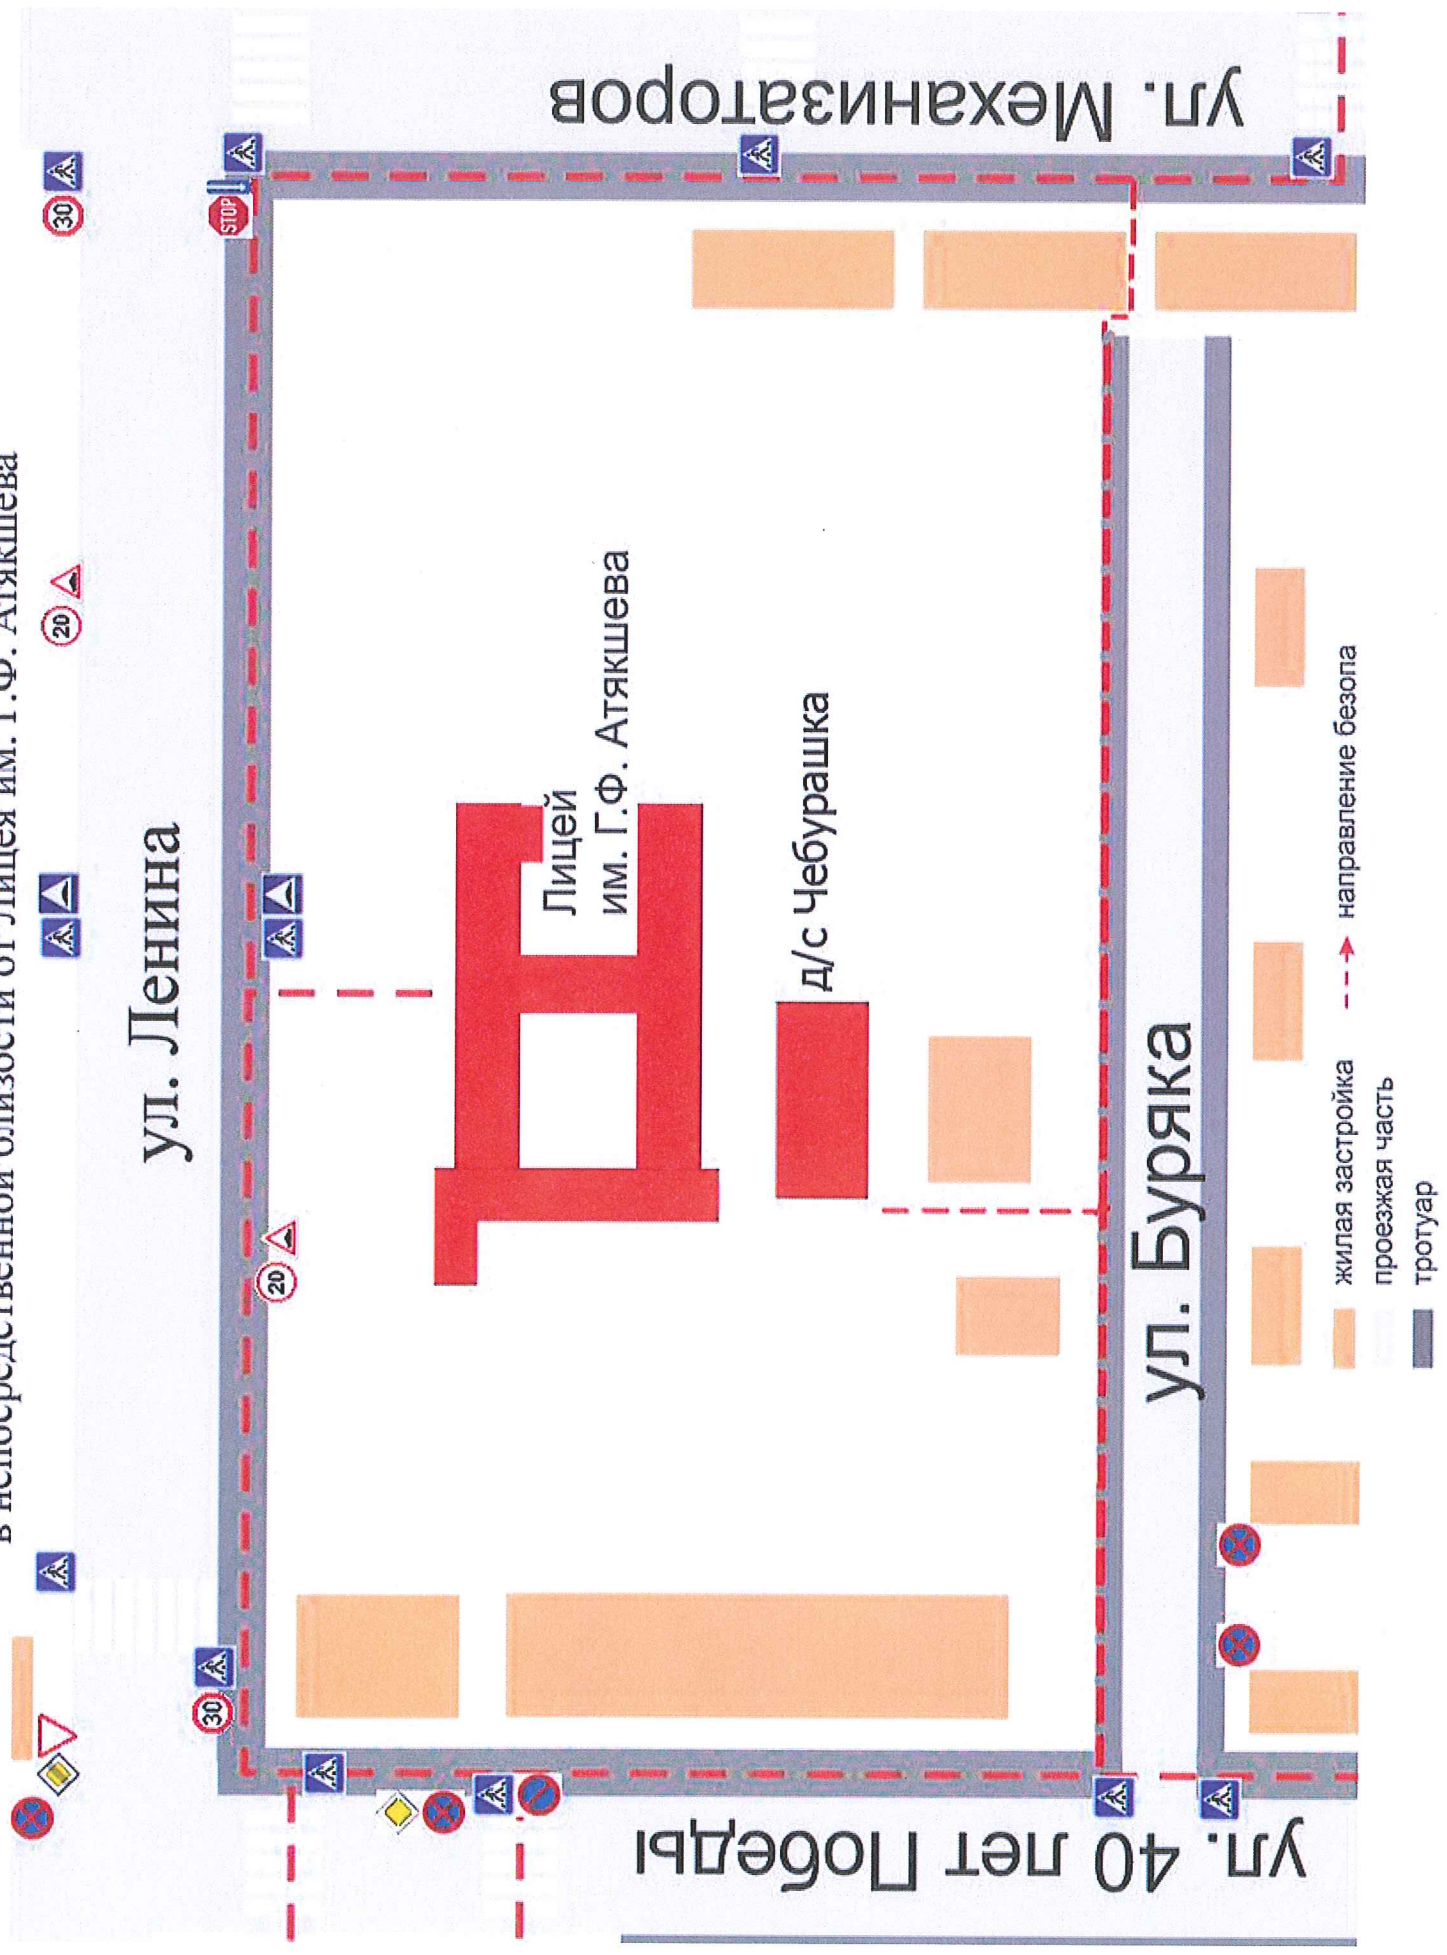 в непосредственной близости от Лицея им. Г.Ф. Атякшева
30
20
ул. Ленина
STOP
20
30
Лицей
им. Г.Ф. Атякшева
д/с Чебурашка
ул. Буряка
ул. Механизаторов
ул. 40 лет Победы
жилая застройка
направление безопа
проезжая часть
тротуар